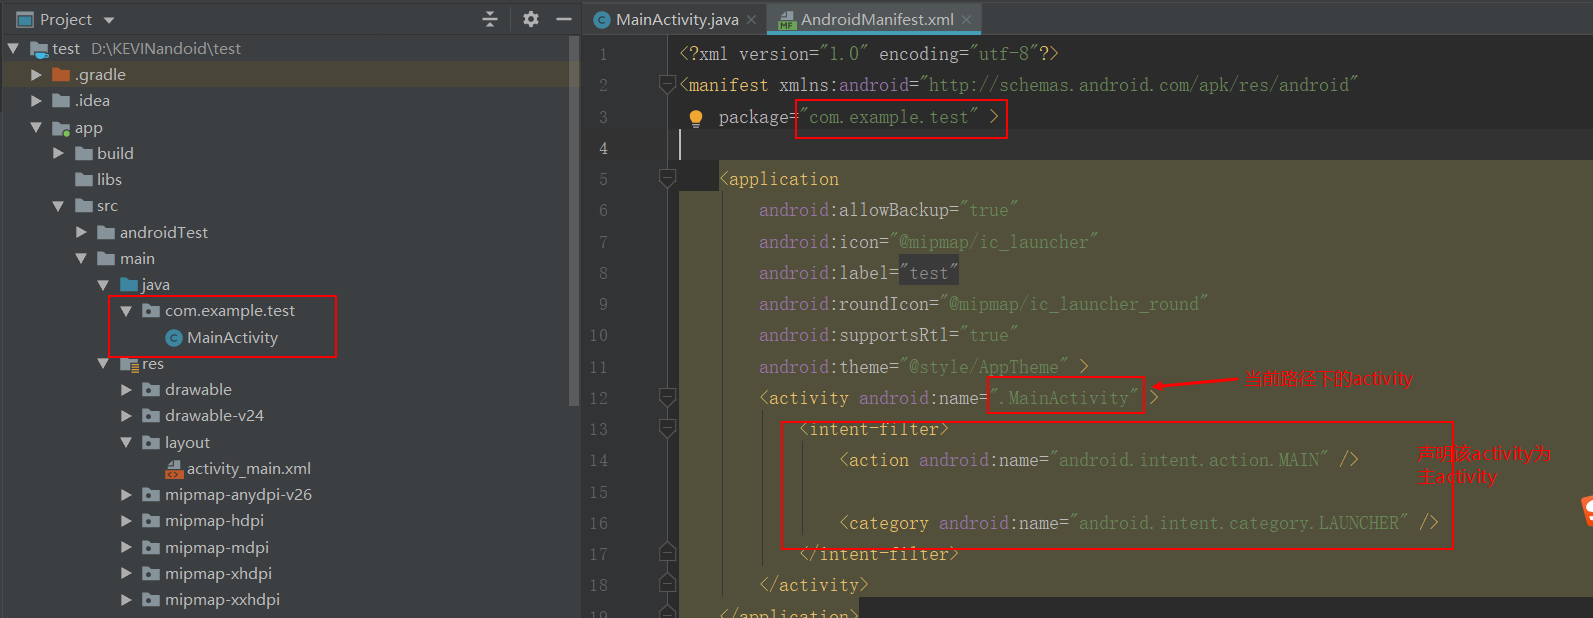 Project
test D:\KEVINandoid\test
.gradle
.idea
app
build
libs
src
androidTest
main
java
com.example.test
MainActivity
res
drawable
drawable-v24
layout
activity_main.xml
mipmap-anydpi-v26
mipmap-hdpi
mipmap-mdpi
mipmap-xhdpi
mipmap-xxhdpi
MainActivity.java
MF AndroidManifest.xml
1 <?xml version="1.0" encoding="utf-8"?>
2 <manifest xmlns:android="http://schemas.android.com/apk/res/android"
3 package="com.example.test" >
4
5 <application
6 android:allowBackup="true"
7 android:icon="@mipmap/ic_launcher"
8 android:label="test"
9 android:roundIcon="@mipmap/ic_launcher_round"
10 android:supportsRtl="true"
11 android:theme="@style/AppTheme" >
12 <activity android:name=".MainActivity" >
13 <intent-filter>
14 <action android:name="android.intent.action.MAIN" />
15
16 <category android:name="android.intent.category.LAUNCHER" />
17 </intent-filter>
18 </activity>
19 </application>
当前路径下的activity
声明该activity为
主activity